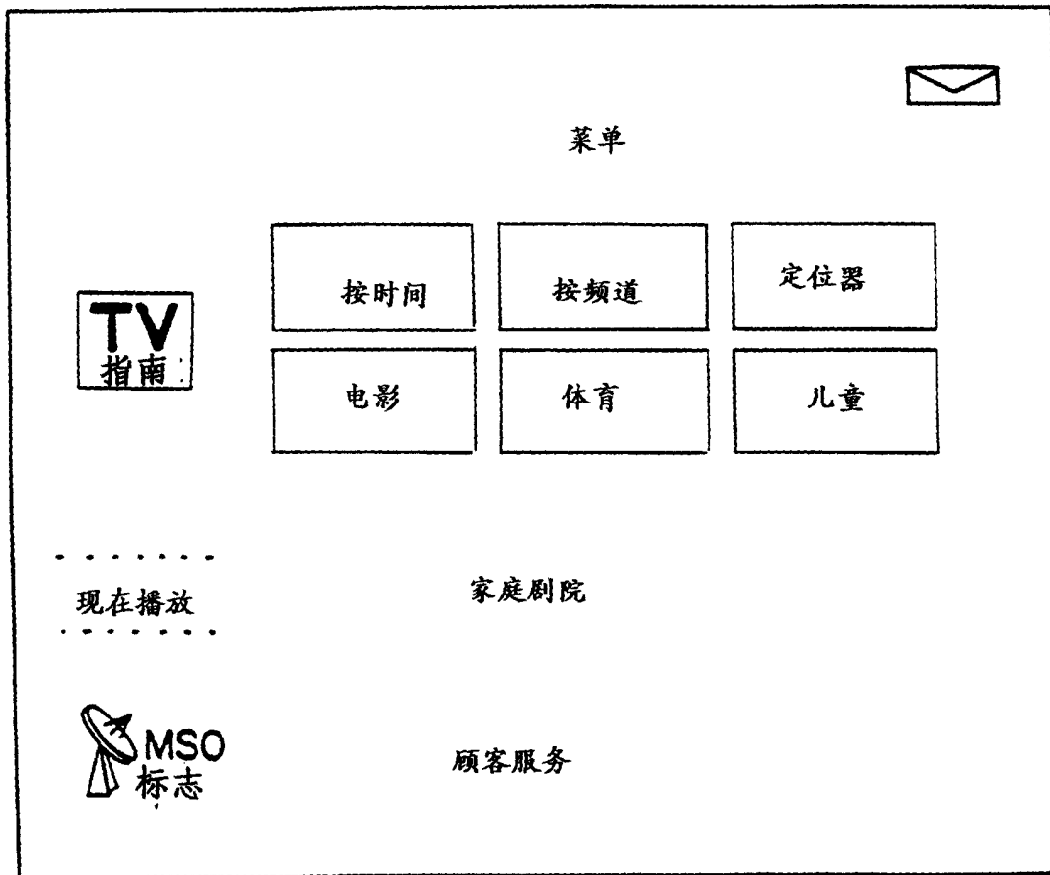 菜单
按时间
按频道
定位器
TV
指南
电影
体育
儿童
现在播放
家庭剧院
MSO
标志
顾客服务